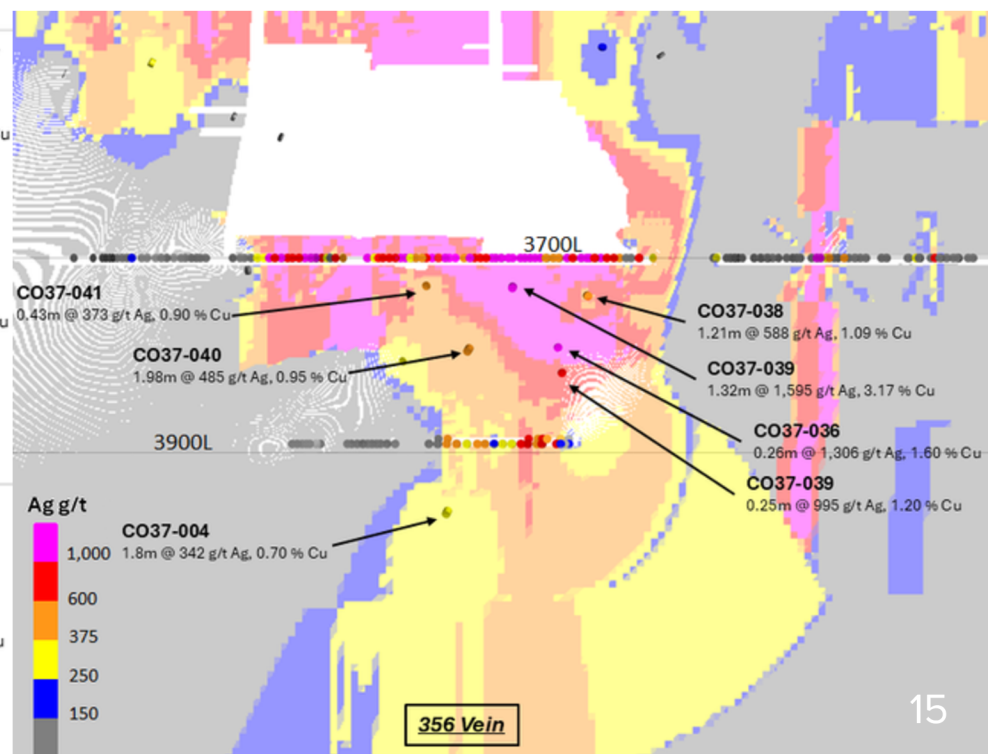 u
3700L
CO37-041
0.43m @ 373 g/t Ag, 0.90 % Cu
CO37-038
1.21m @ 588 g/t Ag, 1.09 % Cu
u
CO37-040
1.98m @ 485 g/t Ag, 0.95 % Cu
CO37-039
1.32m @ 1,595 g/t Ag, 3.17 % Cu
CO37-036
0.26m @ 1,306 g/t Ag, 1.60 % Cu
3900L
CO37-039
0.25m @ 995 g/t Ag, 1.20 % Cu
Ag g/t
1,000
600
375
250
150
CO37-004
1.8m @ 342 g/t Ag, 0.70 % Cu
u
356 Vein
15